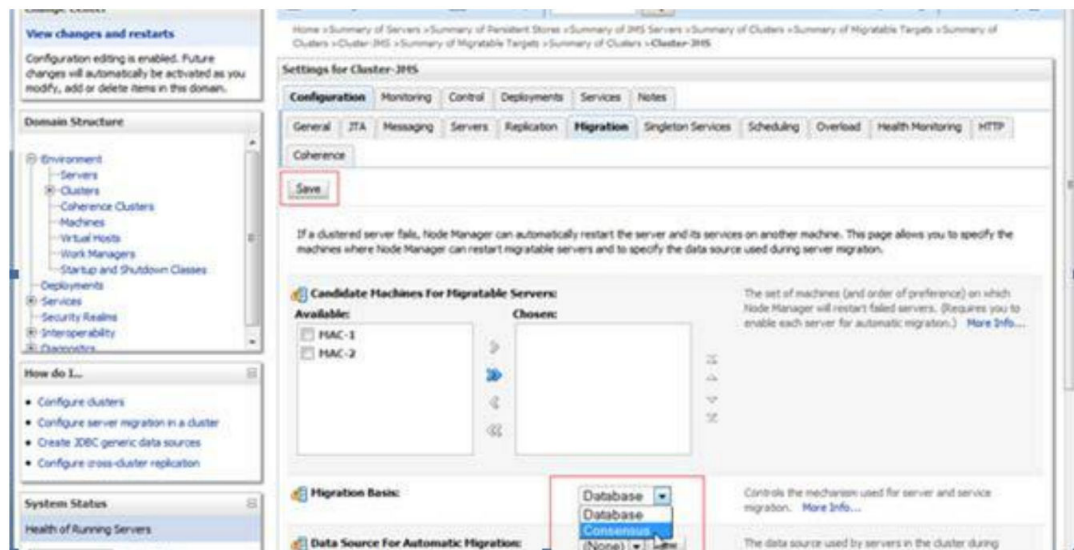 View changes and restarts
Configuration editing is enabled. Future
changes will automatically be activated as you
modify, add or delete items in this domain.
Domain Structure
Environment
Servers
Clusters
Coherence Clusters
Machines
Virtual Hosts
Work Managers
Startup and Shutdown Classes
Deployments
Services
Security Realms
Interoperability
Diagnostics
How do I...
Configure clusters
Configure server migration in a cluster
Create JDBC generic data sources
Configure cross-cluster replication
System Status
Health of Running Servers
Home >Summary of Servers >Summary of Persistent Stores >Summary of JMS Servers >Summary of Clusters >Summary of Migratable Targets >Summary of
Clusters >Cluster-JMS >Summary of Migratable Targets >Summary of Clusters >Cluster-JMS
Settings for Cluster-JMS
Configuration Monitoring Control Deployments Services Notes
General JTA Messaging Servers Replication Migration Singleton Services Scheduling Overload Health Monitoring HTTP
Coherence
Save
If a clustered server fails, Node Manager can automatically restart the server and its services on another machine. This page allows you to specify the
machines where Node Manager can restart migratable servers and to specify the data source used during server migration.
Candidate Machines For Migratable Servers:
Available: Chosen:
MAC-1
MAC-2
The set of machines (and order of preference) on which
Node Manager will restart failed servers. (Requires you to
enable each server for automatic migration.) More Info...
Migration Basis:
Database
Database
Consensus
Controls the mechanism used for server and service
migration. More Info...
Data Source For Automatic Migration:
(None)
The data source used by servers in the cluster during